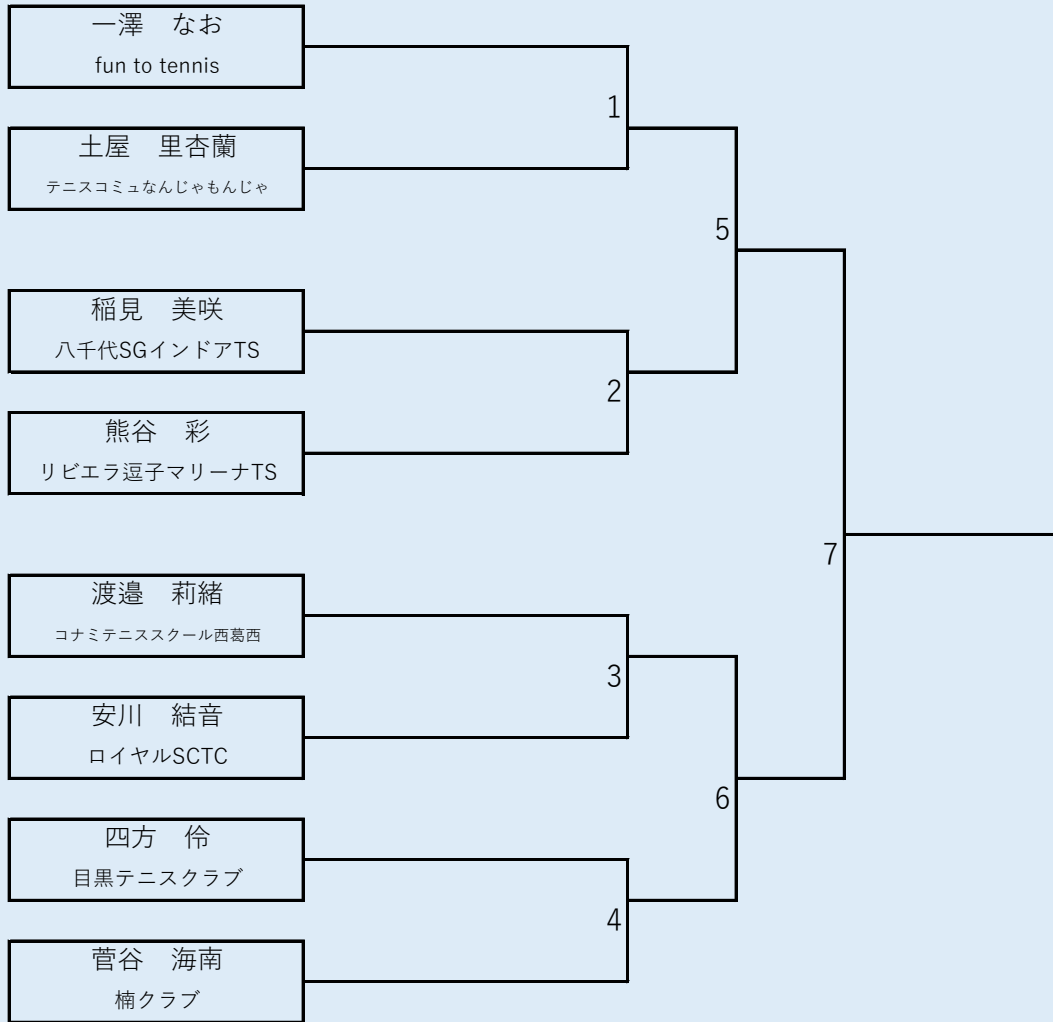 一澤　なお
fun to tennis
1
土屋　里杏蘭
テニスコミュなんじゃもんじゃ
5
稲見　美咲
八千代SGインドアTS
2
熊谷　彩
リビエラ逗子マリーナTS
7
渡邉　莉緒
コナミテニススクール西葛西
3
安川　結音
ロイヤルSCTC
6
四方　伶
目黒テニスクラブ
4
菅谷　海南
楠クラブ